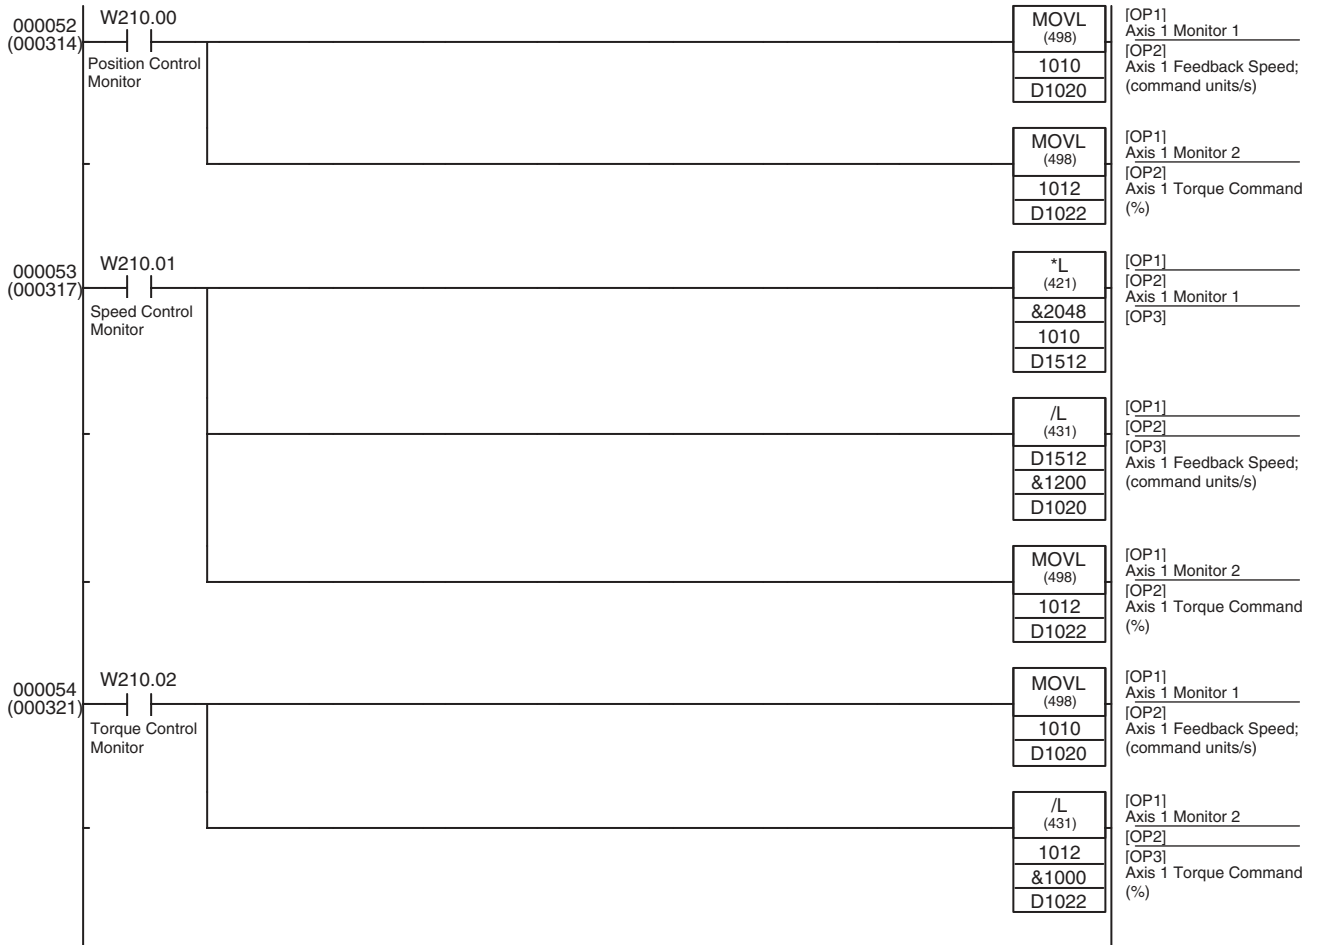 000052
(000314)
W210.00
Position Control
Monitor
MOVL
(498)
1010
D1020
[OP1]
Axis 1 Monitor 1
[OP2]
Axis 1 Feedback Speed;
(command units/s)
MOVL
(498)
1012
D1022
[OP1]
Axis 1 Monitor 2
[OP2]
Axis 1 Torque Command
(%)
000053
(000317)
W210.01
Speed Control
Monitor
*L
(421)
&2048
1010
D1512
[OP1]
[OP2]
Axis 1 Monitor 1
[OP3]
/L
(431)
D1512
&1200
D1020
[OP1]
[OP2]
[OP3]
Axis 1 Feedback Speed;
(command units/s)
MOVL
(498)
1012
D1022
[OP1]
Axis 1 Monitor 2
[OP2]
Axis 1 Torque Command
(%)
000054
(000321)
W210.02
Torque Control
Monitor
MOVL
(498)
1010
D1020
[OP1]
Axis 1 Monitor 1
[OP2]
Axis 1 Feedback Speed;
(command units/s)
/L
(431)
1012
&1000
D1022
[OP1]
Axis 1 Monitor 2
[OP2]
[OP3]
Axis 1 Torque Command
(%)